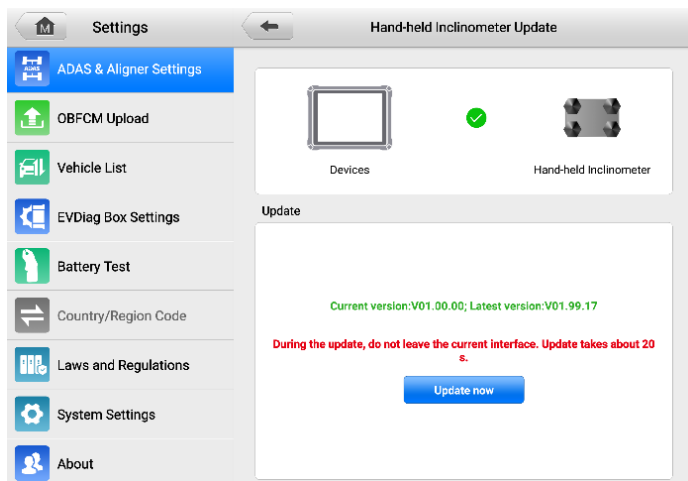 Settings
Hand-held Inclinometer Update
ADAS
ADAS & Aligner Settings
OBFCM Upload
Vehicle List
EVDiag Box Settings
Battery Test
Country/Region Code
Laws and Regulations
System Settings
About
M
Devices
Hand-held Inclinometer
Update
Current version:V01.00.00; Latest version:V01.99.17
During the update, do not leave the current interface. Update takes about 20
s.
Update now